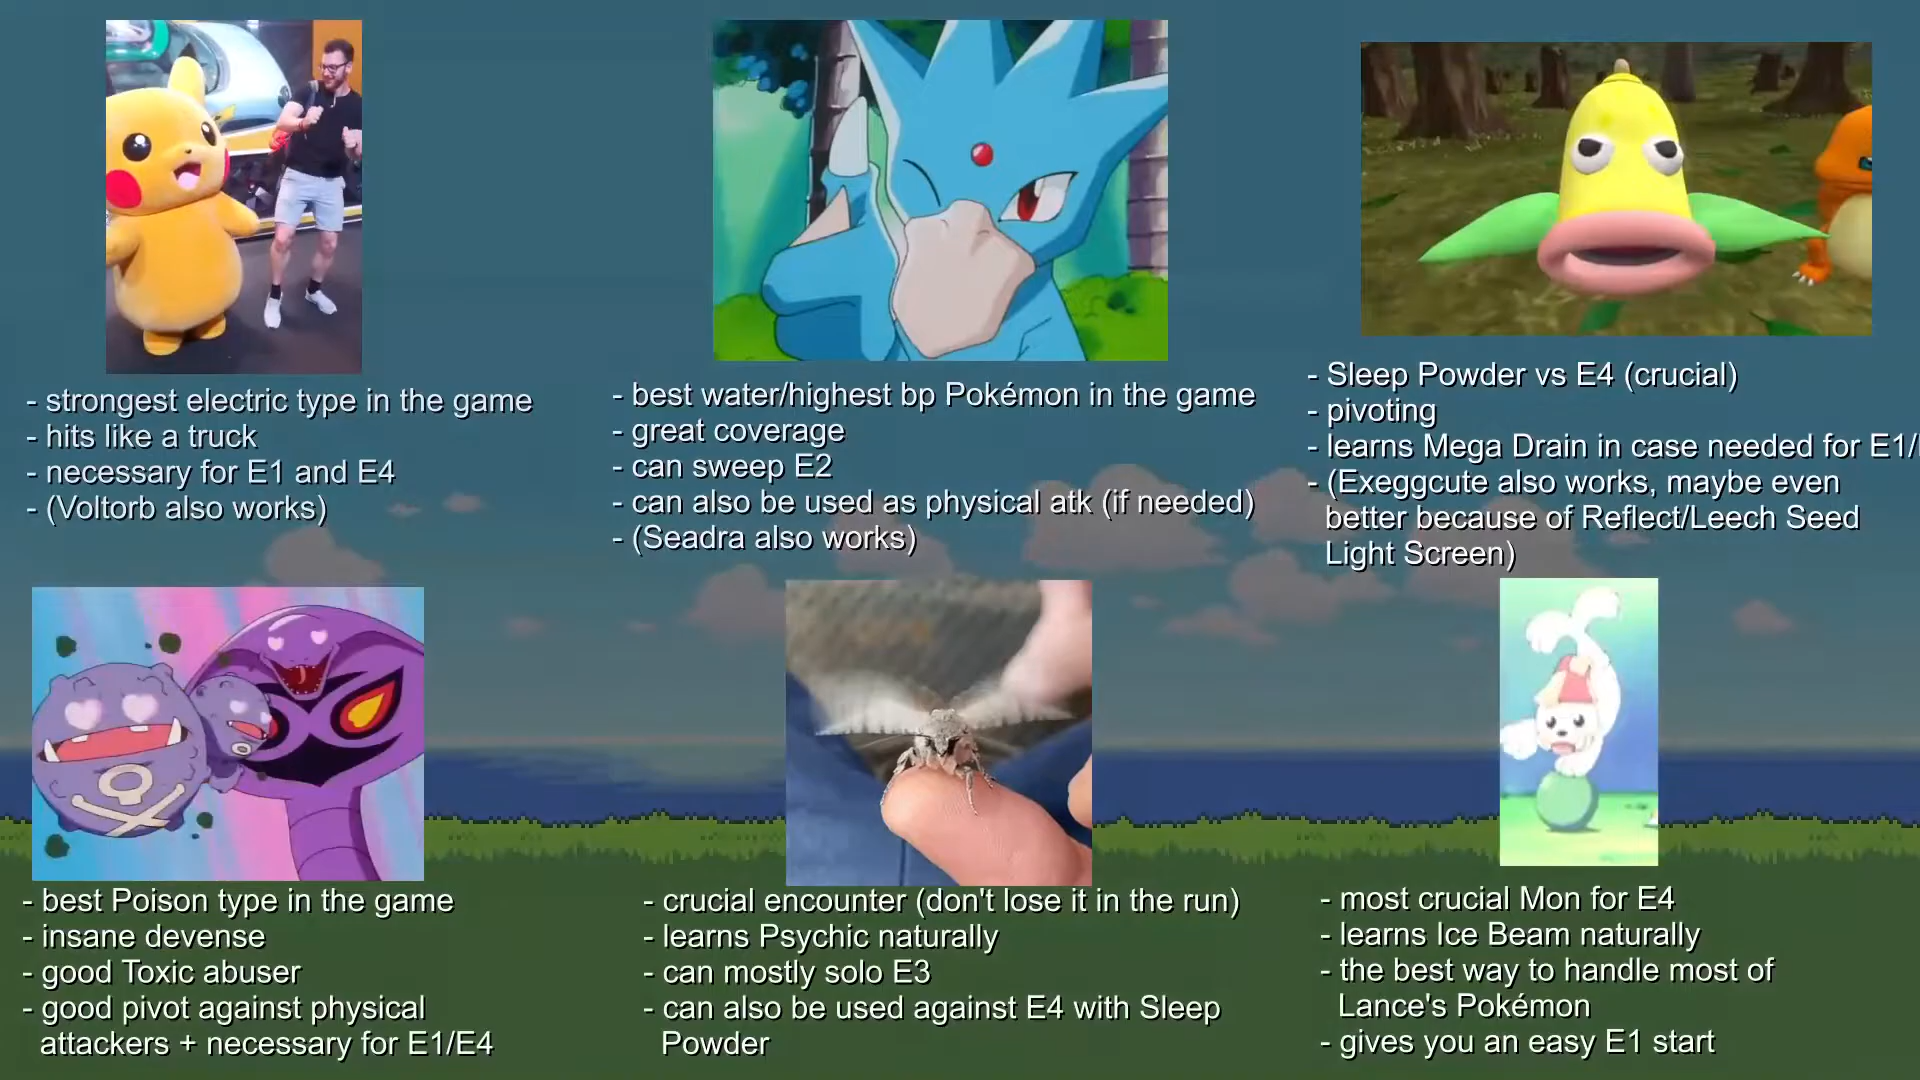 - strongest electric type in the game
- hits like a truck
- necessary for E1 and E4
- (Voltorb also works)
- best water/highest bp Pokémon in the game
- great coverage
- can sweep E2
- can also be used as physical atk (if needed)
- (Seadra also works)
- Sleep Powder vs E4 (crucial)
- pivoting
- learns Mega Drain in case needed for E1/
- (Exeggcute also works, maybe even
better because of Reflect/Leech Seed
Light Screen)
- best Poison type in the game
- insane devense
- good Toxic abuser
- good pivot against physical
attackers + necessary for E1/E4
- crucial encounter (don't lose it in the run)
- learns Psychic naturally
- can mostly solo E3
- can also be used against E4 with Sleep
Powder
- most crucial Mon for E4
- learns Ice Beam naturally
- the best way to handle most of
Lance's Pokémon
- gives you an easy E1 start